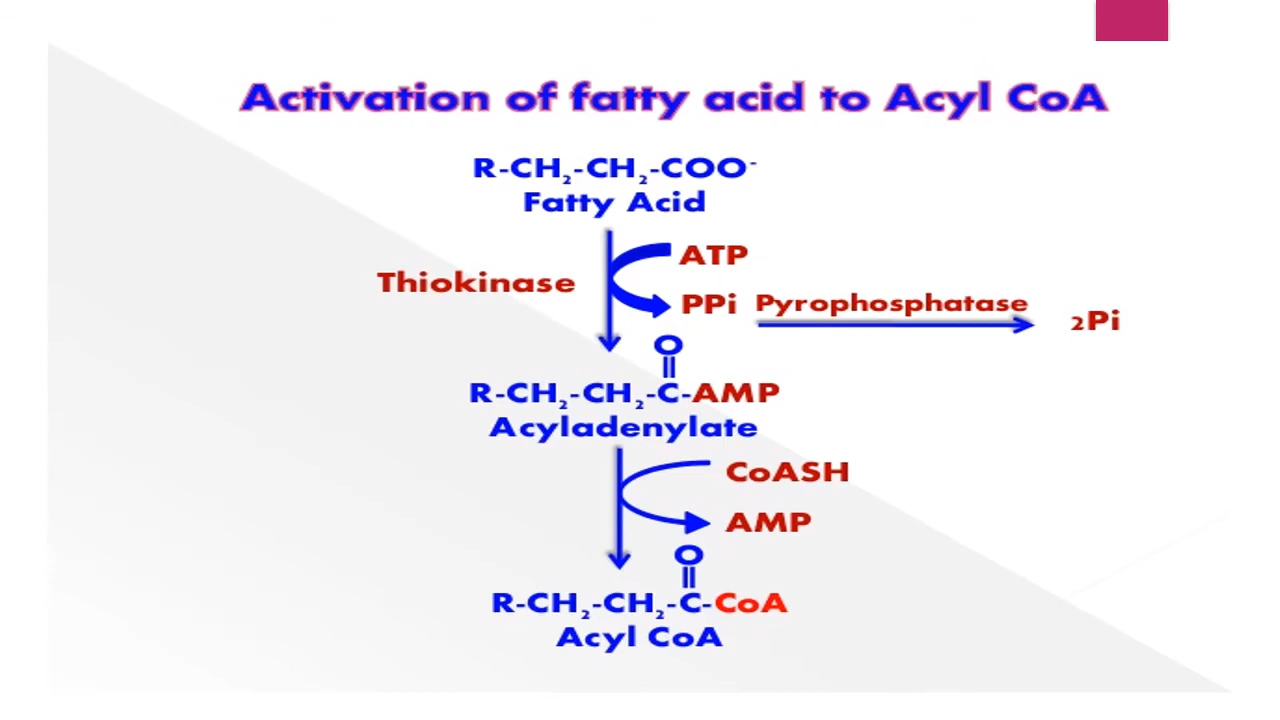 Activation of fatty acid to Acyl CoA
R-CH₂-CH₂-COO⁻
Fatty Acid
ATP
Thiokinase
PPi Pyrophosphatase
₂Pi
O
R-CH₂-CH₂-C-AMP
Acyladenylate
CoASH
AMP
O
R-CH₂-CH₂-C-CoA
Acyl CoA